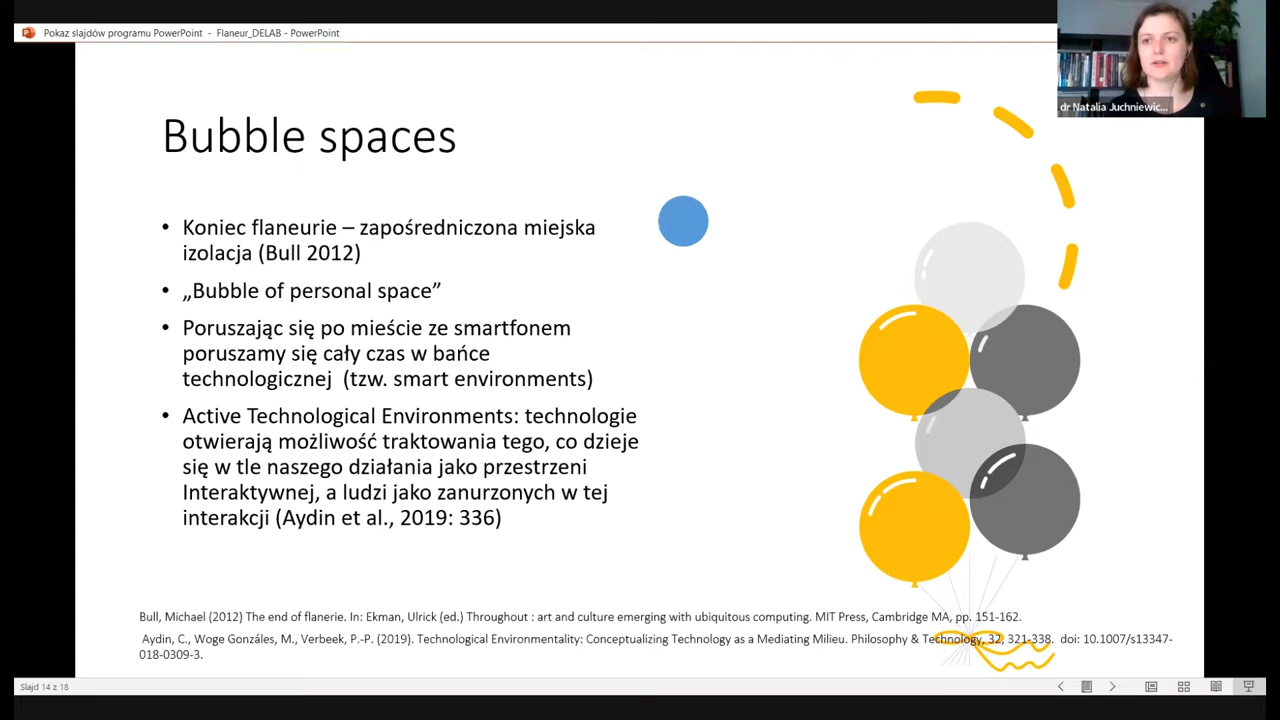 Pokaz slajdów programu PowerPoint - Flaneur_DELAB - PowerPoint
dr Natalia Juchniewic...
Bubble spaces
• Koniec flaneurie – zapośredniczona miejska
izolacja (Bull 2012)
• „Bubble of personal space”
• Poruszając się po mieście ze smartfonem
poruszamy się cały czas w bańce
technologicznej (tzw. smart environments)
• Active Technological Environments: technologie
otwierają możliwość traktowania tego, co dzieje
się w tle naszego działania jako przestrzeni
Interaktywnej, a ludzi jako zanurzonych w tej
interakcji (Aydin et al., 2019: 336)
Bull, Michael (2012) The end of flanerie. In: Ekman, Ulrick (ed.) Throughout : art and culture emerging with ubiquitous computing. MIT Press, Cambridge MA, pp. 151-162.
Aydin, C., Woge Gonzáles, M., Verbeek, P.-P. (2019). Technological Environmentality: Conceptualizing Technology as a Mediating Milieu. Philosophy & Technology, 32, 321-338. doi: 10.1007/s13347-
018-0309-3.
Slajd 14 z 18